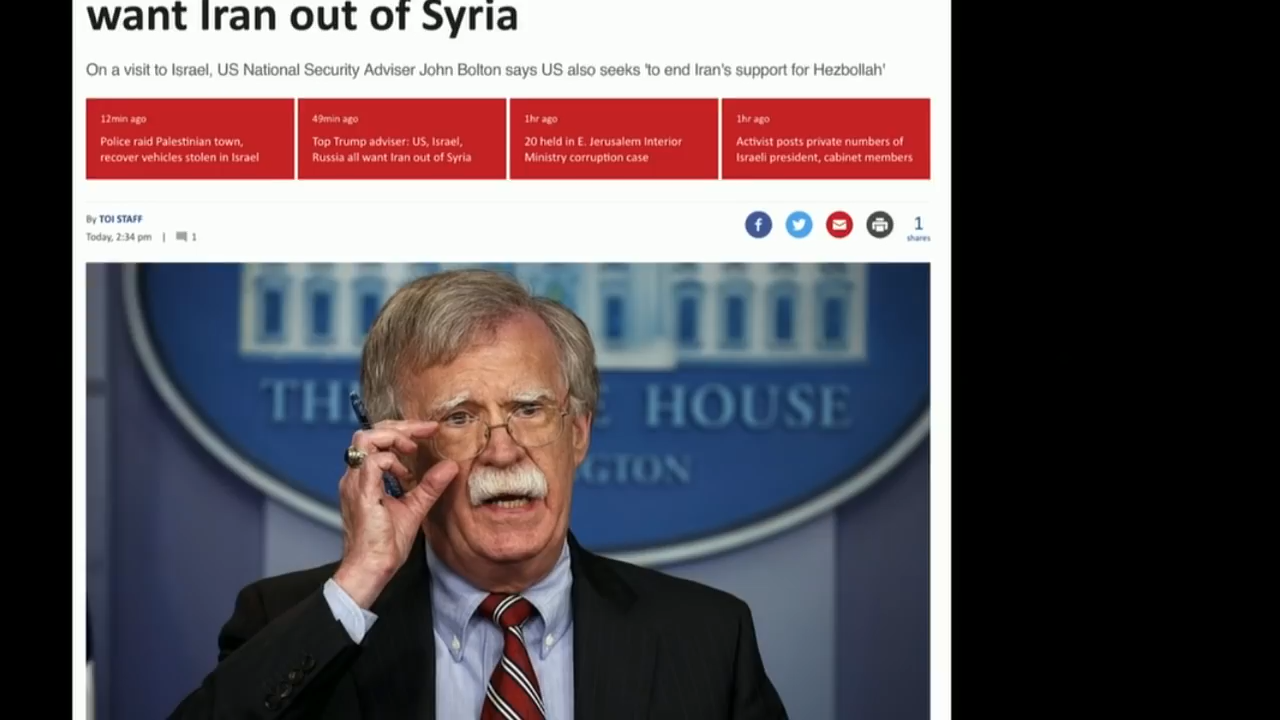 want Iran out of Syria
On a visit to Israel, US National Security Adviser John Bolton says US also seeks 'to end Iran's support for Hezbollah'
12min ago
Police raid Palestinian town,
recover vehicles stolen in Israel
49min ago
Top Trump adviser: US, Israel,
Russia all want Iran out of Syria
1hr ago
20 held in E. Jerusalem Interior
Ministry corruption case
1hr ago
Activist posts private numbers of
Israeli president, cabinet members
By TOI STAFF
Today, 2:34 pm | 1
1
shares
TH E HOUSE
GTON